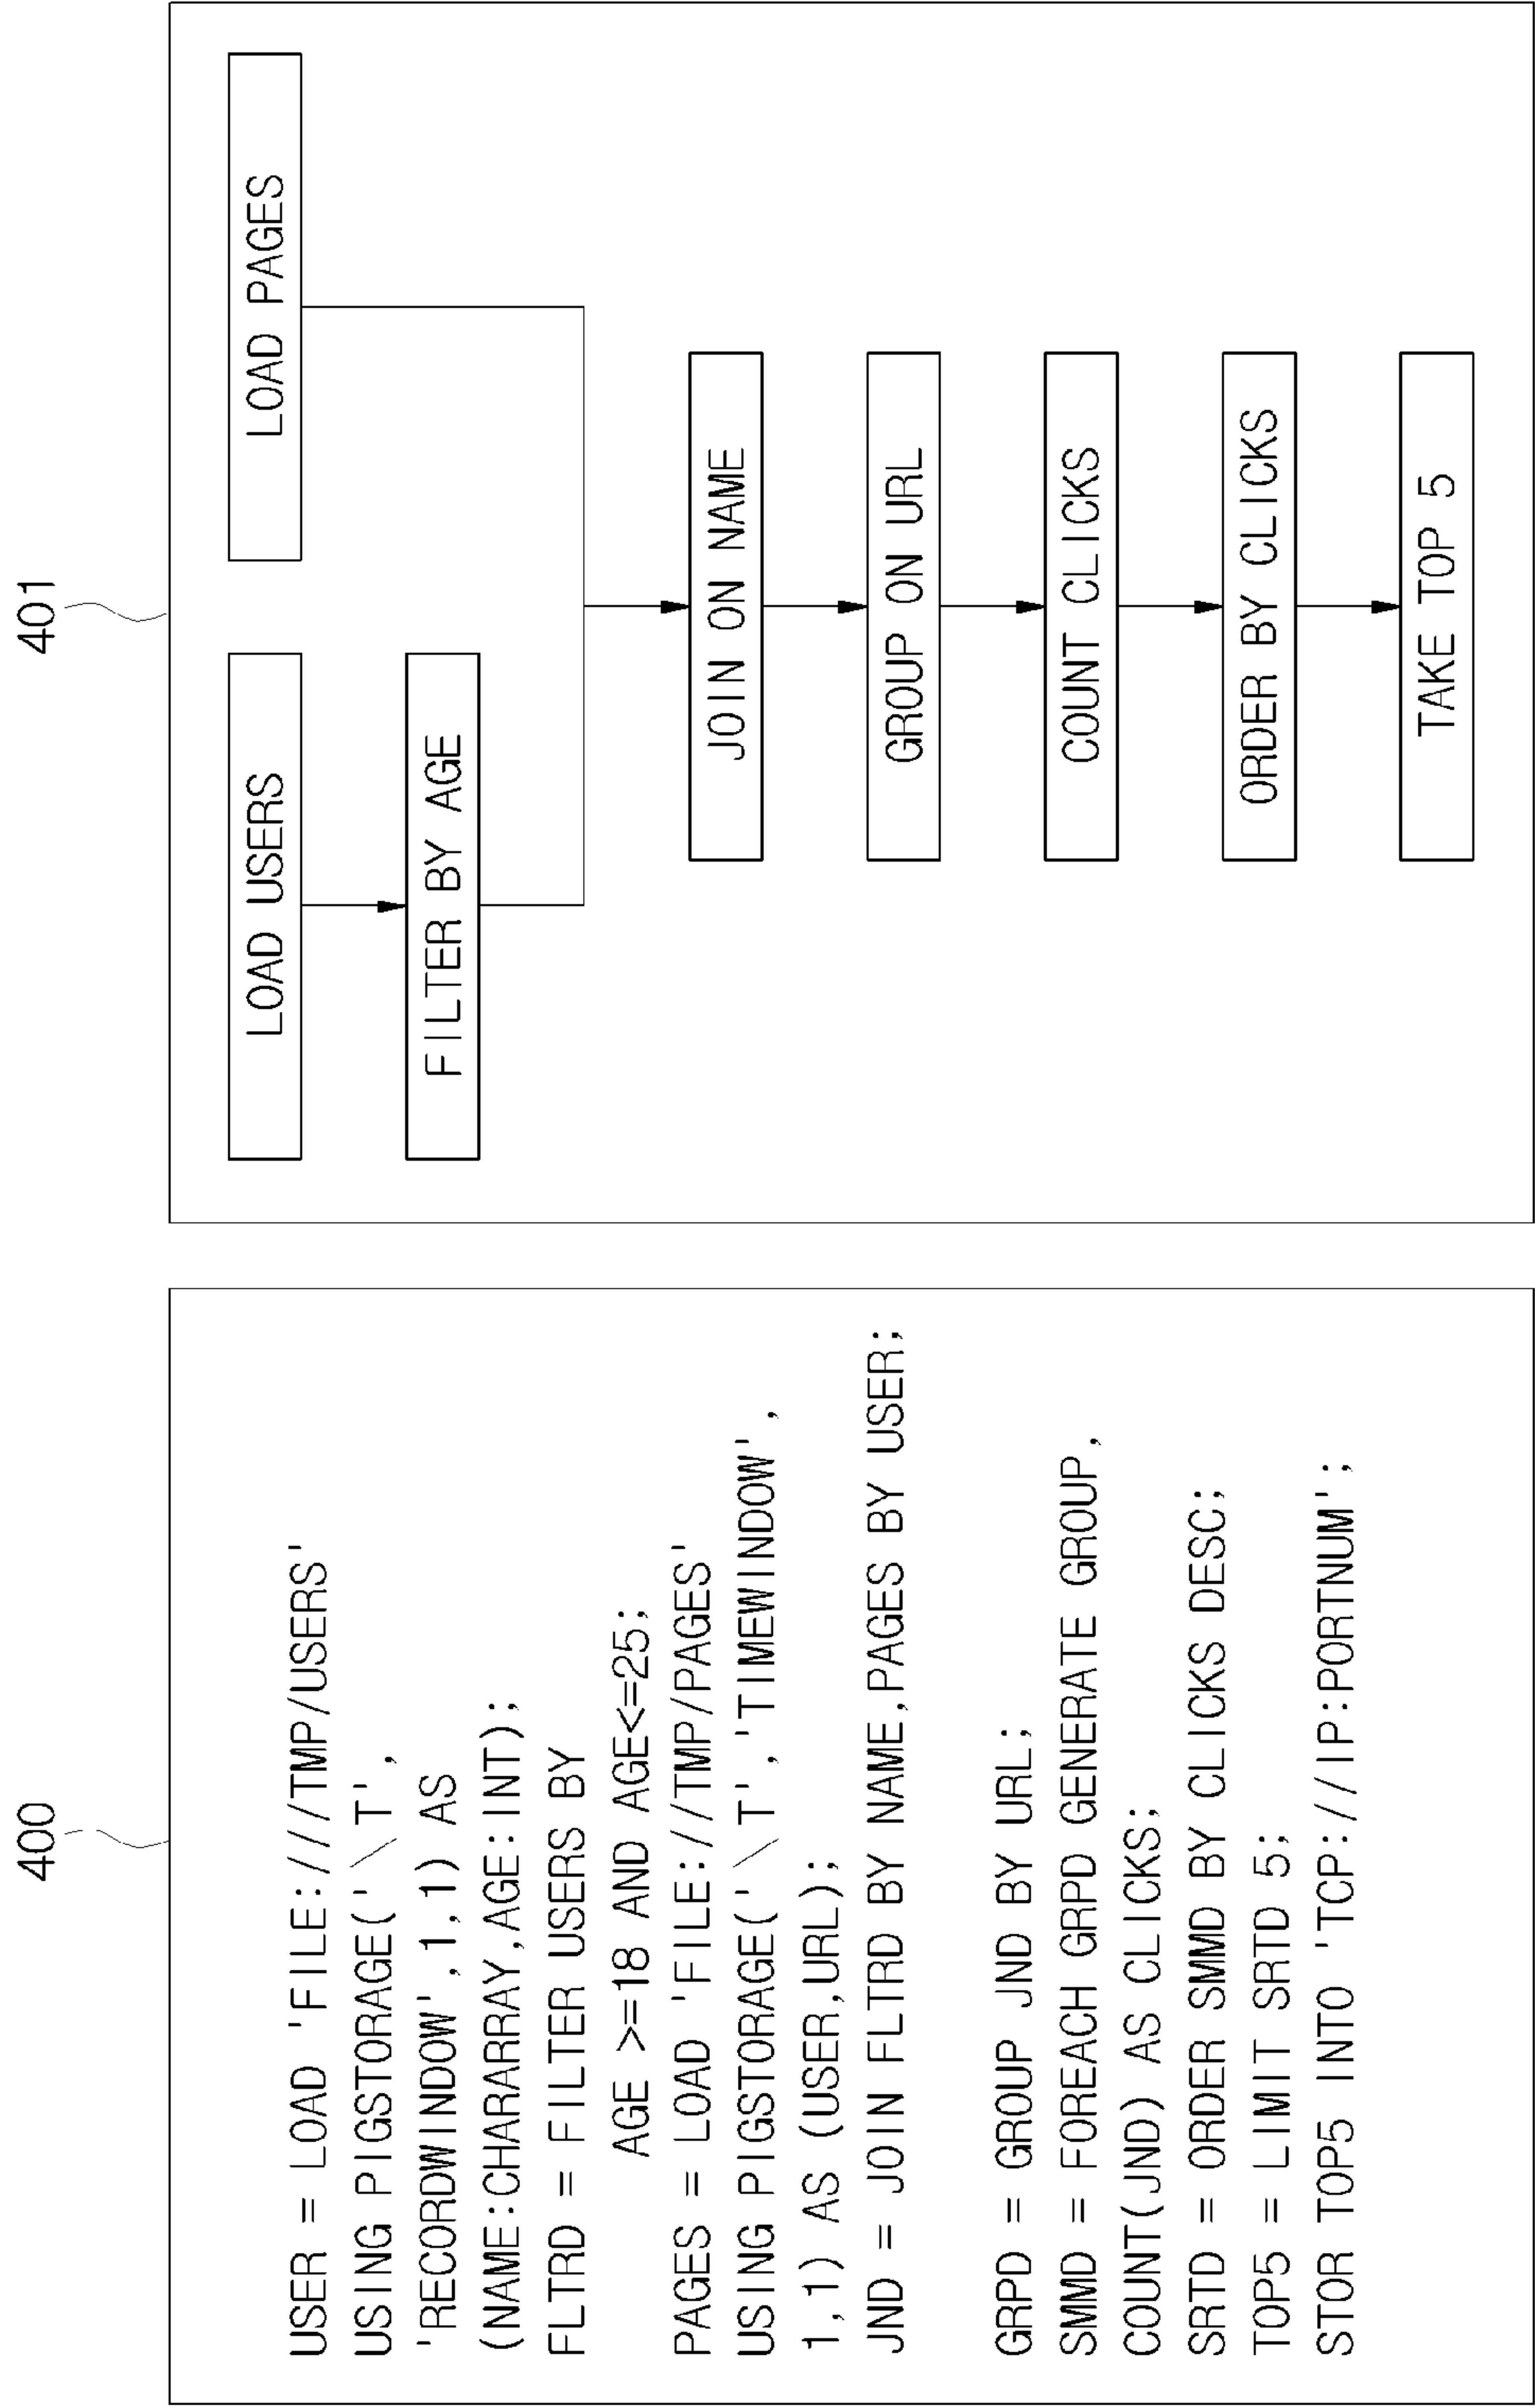 400
USER = LOAD 'FILE:///TMP/USERS'
USING PIGSTORAGE('\T',
'RECORDWINDOW',1,1) AS
(NAME:CHARARRAY,AGE:INT);
FLTRD = FILTER USERS BY
AGE >=18 AND AGE<=25;
PAGES = LOAD 'FILE://TMP/PAGES'
USING PIGSTORAGE('\T','TIMEWINDOW',
1,1) AS (USER,URL);
JND = JOIN FLTRD BY NAME,PAGES BY USER;
GRPD = GROUP JND BY URL;
SMMD = FOREACH GRPD GENERATE GROUP,
COUNT(JND) AS CLICKS;
SRTD = ORDER SMMD BY CLICKS DESC;
TOP5 = LIMIT SRTD 5;
STOR TOP5 INTO 'TCP://IP:PORTNUM';
401
LOAD USERS
LOAD PAGES
FILTER BY AGE
JOIN ON NAME
GROUP ON URL
COUNT CLICKS
ORDER BY CLICKS
TAKE TOP 5